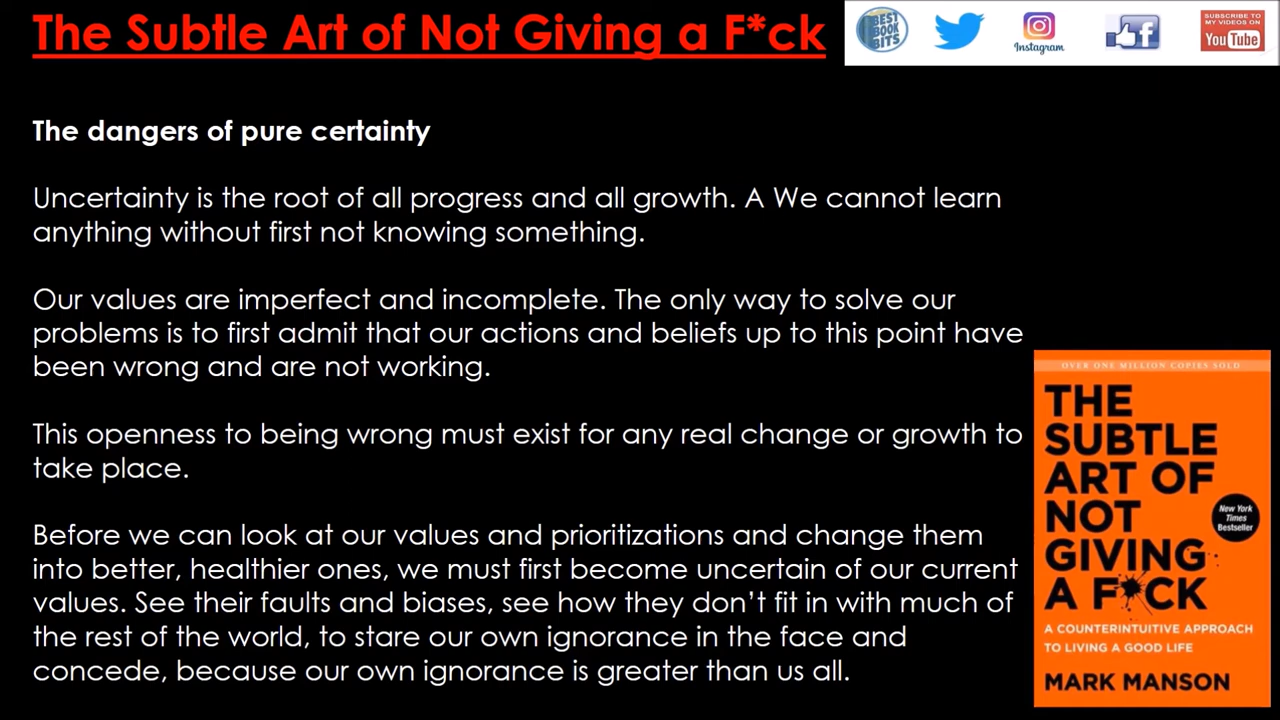 The Subtle Art of Not Giving a F*ck
BEST
BOOK
BITS
Instagram
f
SUBSCRIBE TO
MY VIDEOS ON
YouTube
The dangers of pure certainty
Uncertainty is the root of all progress and all growth. A We cannot learn
anything without first not knowing something.
Our values are imperfect and incomplete. The only way to solve our
problems is to first admit that our actions and beliefs up to this point have
been wrong and are not working.
This openness to being wrong must exist for any real change or growth to
take place.
Before we can look at our values and prioritizations and change them
into better, healthier ones, we must first become uncertain of our current
values. See their faults and biases, see how they don’t fit in with much of
the rest of the world, to stare our own ignorance in the face and
concede, because our own ignorance is greater than us all.
OVER ONE MILLION COPIES SOLD
THE
SUBTLE
ART OF
NOT
GIVING
A F*CK
New York
Times
Bestseller
A COUNTERINTUITIVE APPROACH
TO LIVING A GOOD LIFE
MARK MANSON